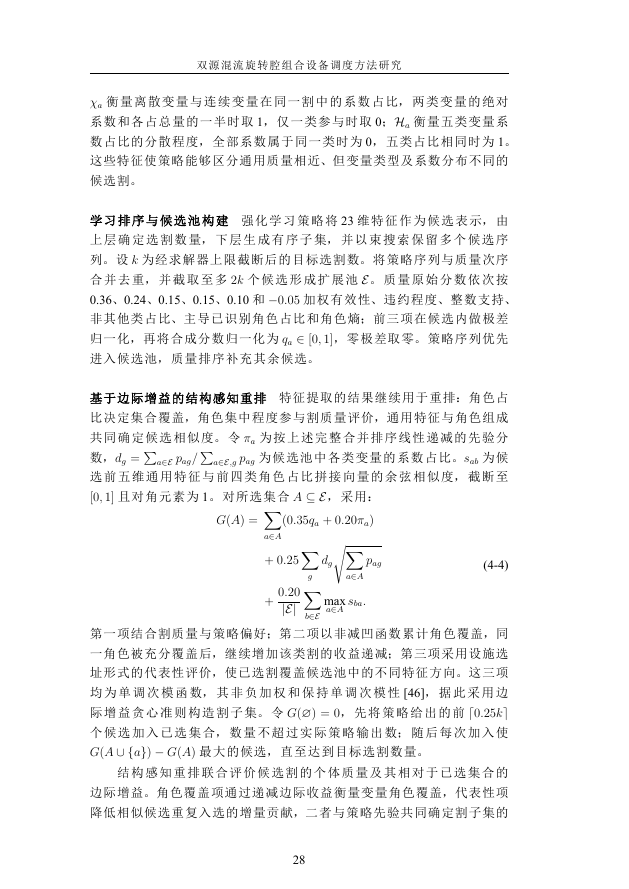 双源混流旋转腔组合设备调度方法研究
χₐ 衡量离散变量与连续变量在同一割中的系数占比，两类变量的绝对
系数和各占总量的一半时取 1，仅一类参与时取 0；ℋₐ 衡量五类变量系
数占比的分散程度，全部系数属于同一类时为 0，五类占比相同时为 1。
这些特征使策略能够区分通用质量相近、但变量类型及系数分布不同的
候选割。
学习排序与候选池构建 强化学习策略将 23 维特征作为候选表示，由
上层确定选割数量，下层生成有序子集，并以束搜索保留多个候选序
列。设 k 为经求解器上限截断后的目标选割数。将策略序列与质量次序
合并去重，并截取至多 2k 个候选形成扩展池 ℰ。质量原始分数依次按
0.36、0.24、0.15、0.15、0.10 和 −0.05 加权有效性、违约程度、整数支持、
非其他类占比、主导已识别角色占比和角色熵；前三项在候选内做极差
归一化，再将合成分数归一化为 qₐ ∈ [0, 1]，零极差取零。策略序列优先
进入候选池，质量排序补充其余候选。
基于边际增益的结构感知重排 特征提取的结果继续用于重排：角色占
比决定集合覆盖，角色集中程度参与割质量评价，通用特征与角色组成
共同确定候选相似度。令 πₐ 为按上述完整合并排序线性递减的先验分
数，d_g = ∑_{a∈ℰ} p_{ag} / ∑_{a∈ℰ,g} p_{ag} 为候选池中各类变量的系数占比。s_{ab} 为候
选前五维通用特征与前四类角色占比拼接向量的余弦相似度，截断至
[0, 1] 且对角元素为 1。对所选集合 A ⊆ ℰ，采用：
G(A) = ∑_{a∈A} (0.35qₐ + 0.20πₐ)
+ 0.25 ∑_g d_g √(∑_{a∈A} p_{ag})
(4-4)
+ 0.20/|ℰ| ∑_{b∈ℰ} max_{a∈A} s_{ba}.
第一项结合割质量与策略偏好；第二项以非减凹函数累计角色覆盖，同
一角色被充分覆盖后，继续增加该类割的收益递减；第三项采用设施选
址形式的代表性评价，使已选割覆盖候选池中的不同特征方向。这三项
均为单调次模函数，其非负加权和保持单调次模性 [46]，据此采用边
际增益贪心准则构造割子集。令 G(∅) = 0，先将策略给出的前 ⌈0.25k⌉
个候选加入已选集合，数量不超过实际策略输出数；随后每次加入使
G(A ∪ {a}) − G(A) 最大的候选，直至达到目标选割数量。
结构感知重排联合评价候选割的个体质量及其相对于已选集合的
边际增益。角色覆盖项通过递减边际收益衡量变量角色覆盖，代表性项
降低相似候选重复入选的增量贡献，二者与策略先验共同确定割子集的
28